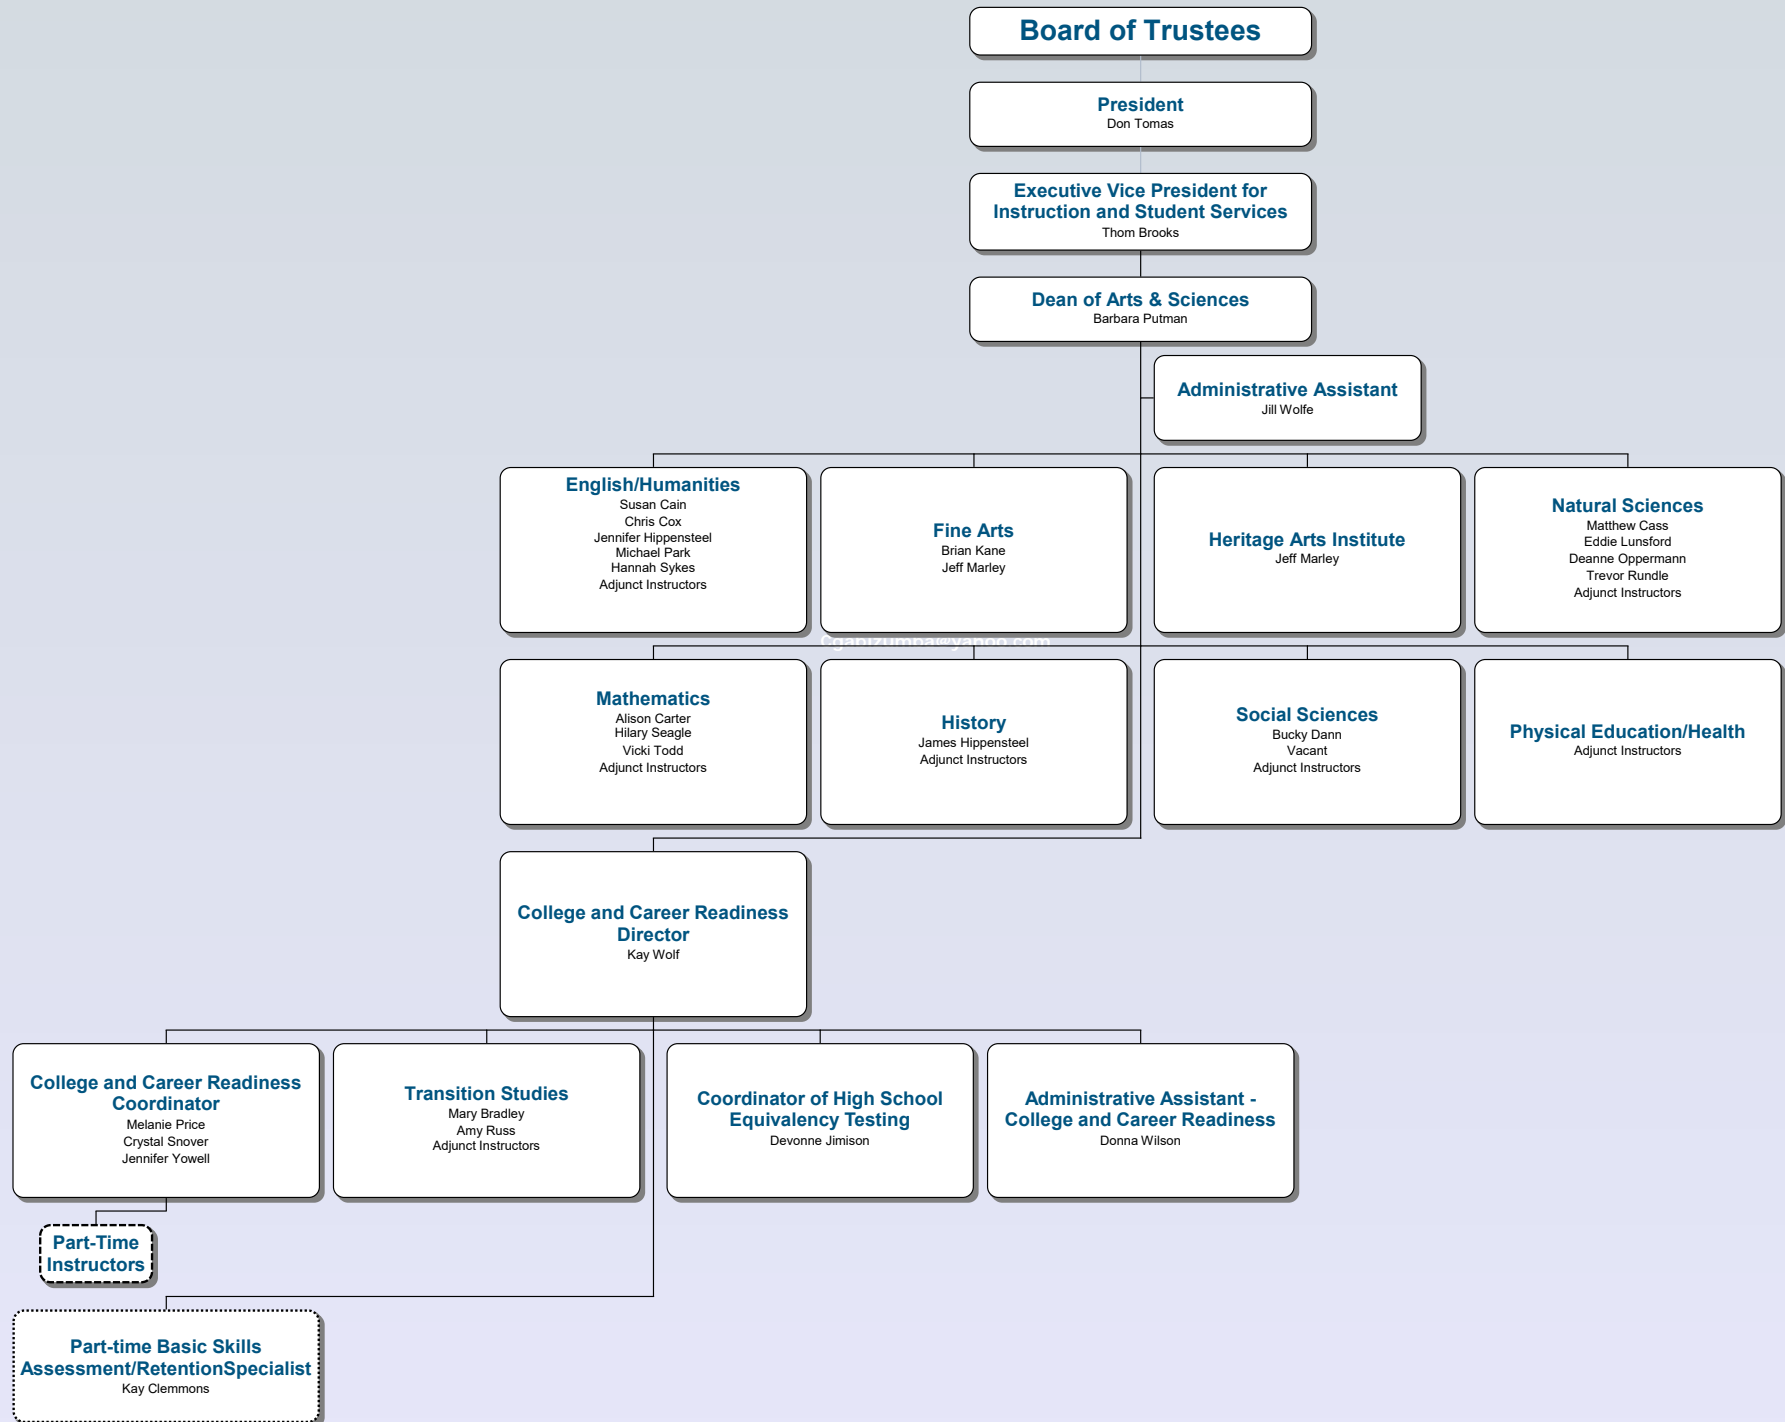 Board of Trustees
President
Don Tomas
Executive Vice President for
Instruction and Student Services
Thom Brooks
Dean of Arts & Sciences
Barbara Putman
Administrative Assistant
Jill Wolfe
English/Humanities
Susan Cain
Chris Cox
Jennifer Hippensteel
Michael Park
Hannah Sykes
Adjunct Instructors
Fine Arts
Brian Kane
Jeff Marley
Heritage Arts Institute
Jeff Marley
Natural Sciences
Matthew Cass
Eddie Lunsford
Deanne Oppermann
Trevor Rundle
Adjunct Instructors
Mathematics
Alison Carter
Hilary Seagle
Vicki Todd
Adjunct Instructors
History
James Hippensteel
Adjunct Instructors
Social Sciences
Bucky Dann
Vacant
Adjunct Instructors
Physical Education/Health
Adjunct Instructors
College and Career Readiness
Director
Kay Wolf
College and Career Readiness
Coordinator
Melanie Price
Crystal Snover
Jennifer Yowell
Transition Studies
Mary Bradley
Amy Russ
Adjunct Instructors
Coordinator of High School
Equivalency Testing
Devonne Jimison
Administrative Assistant -
College and Career Readiness
Donna Wilson
Part-Time
Instructors
Part-time Basic Skills
Assessment/RetentionSpecialist
Kay Clemmons